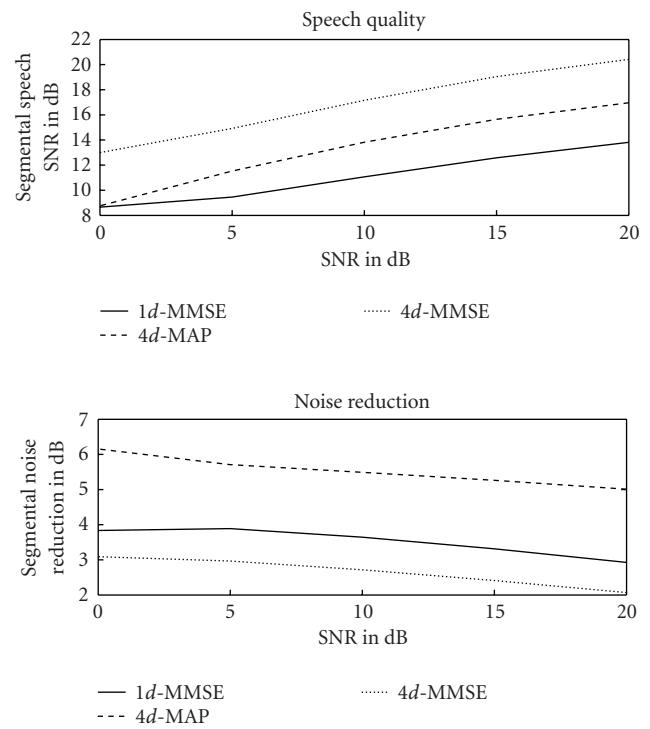 Speech quality
Segmental speech
SNR in dB
22
20
18
16
14
12
10
8
0
5
10
15
20
SNR in dB
1d-MMSE
4d-MMSE
4d-MAP
Noise reduction
Segmental noise
reduction in dB
7
6
5
4
3
2
0
5
10
15
20
SNR in dB
1d-MMSE
4d-MMSE
4d-MAP